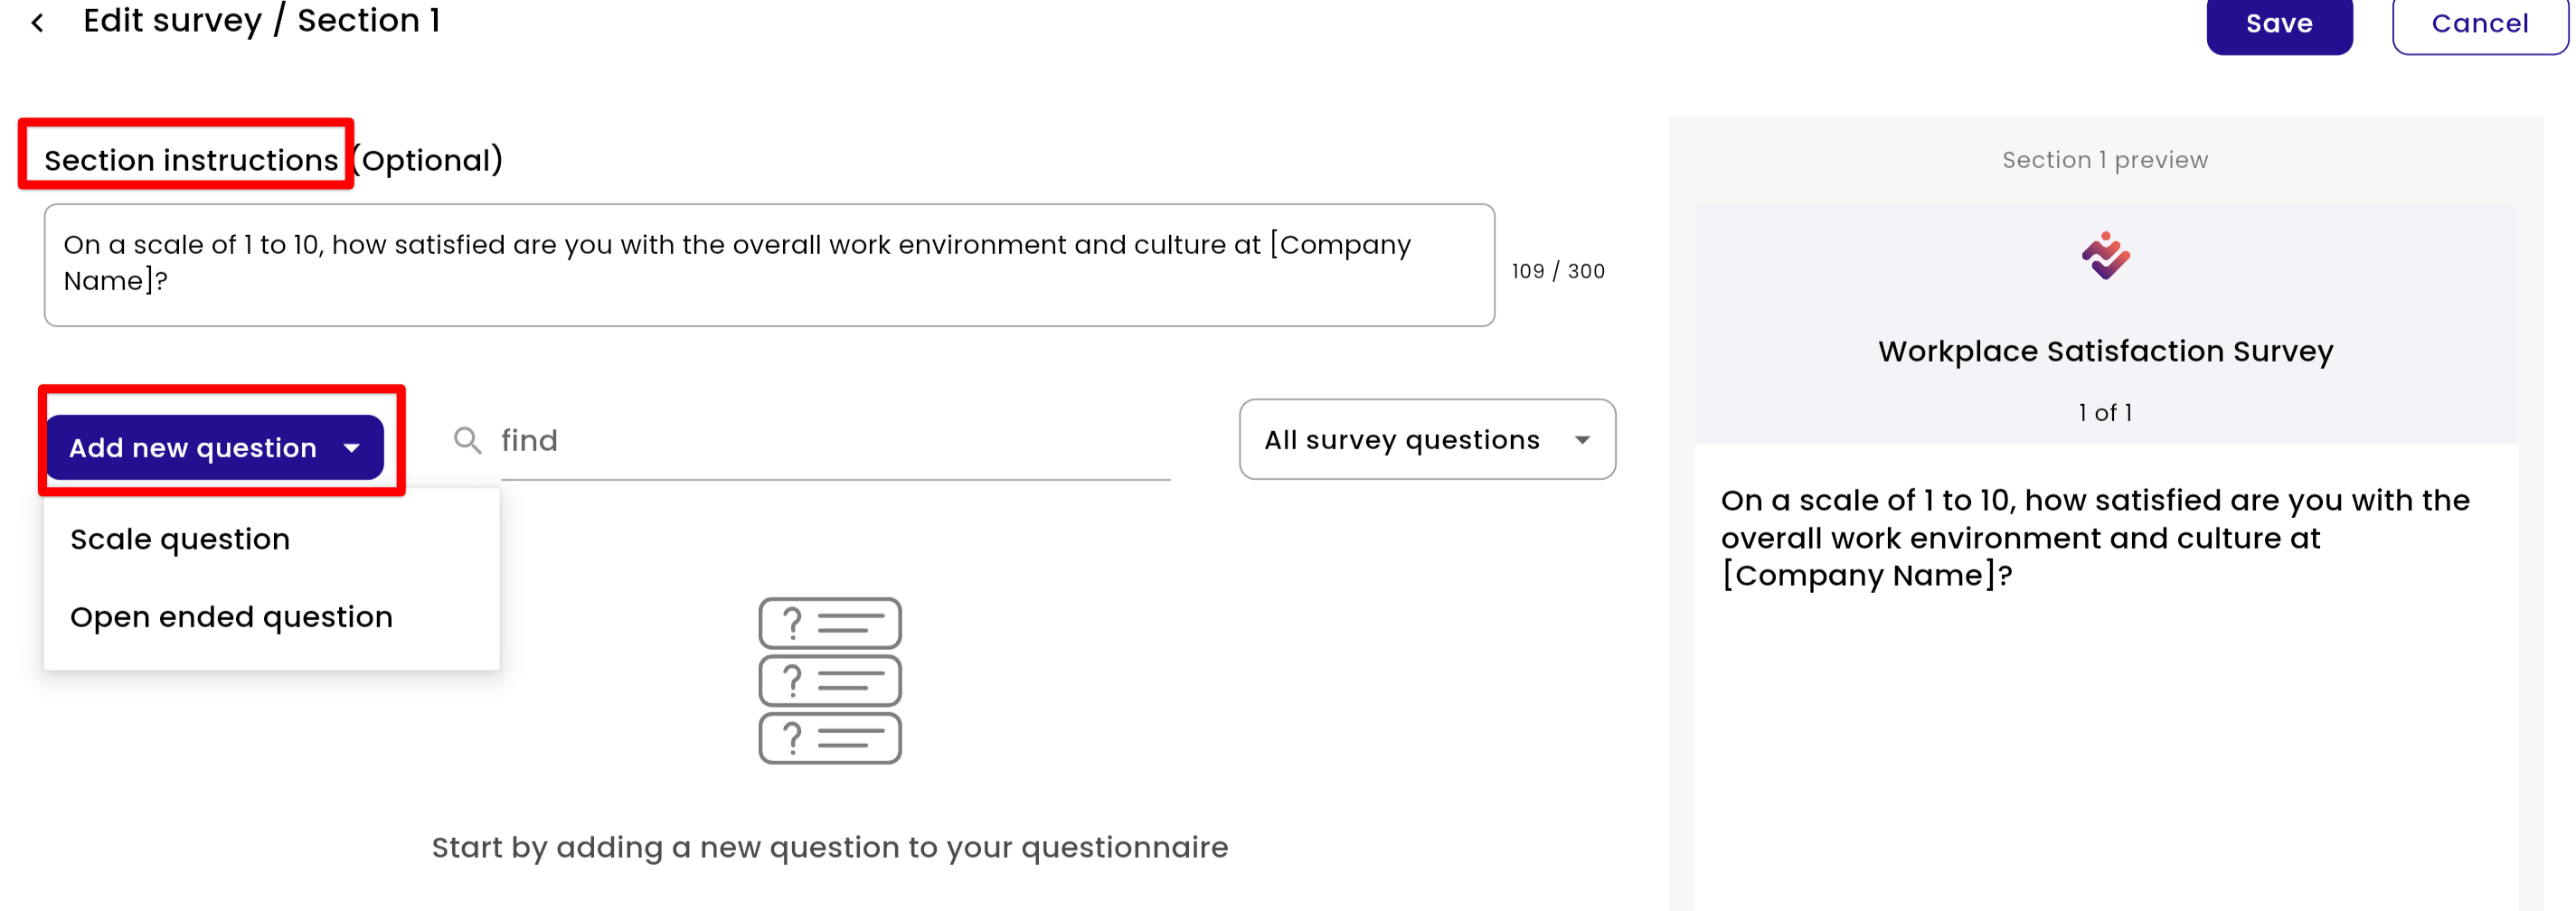 Edit survey / Section 1
Save
Cancel
Section instructions (Optional)
On a scale of 1 to 10, how satisfied are you with the overall work environment and culture at [Company
Name]?
109 / 300
Add new question
find
All survey questions
Scale question
Open ended question
?
?
?
Start by adding a new question to your questionnaire
Section 1 preview
Workplace Satisfaction Survey
1 of 1
On a scale of 1 to 10, how satisfied are you with the
overall work environment and culture at
[Company Name]?